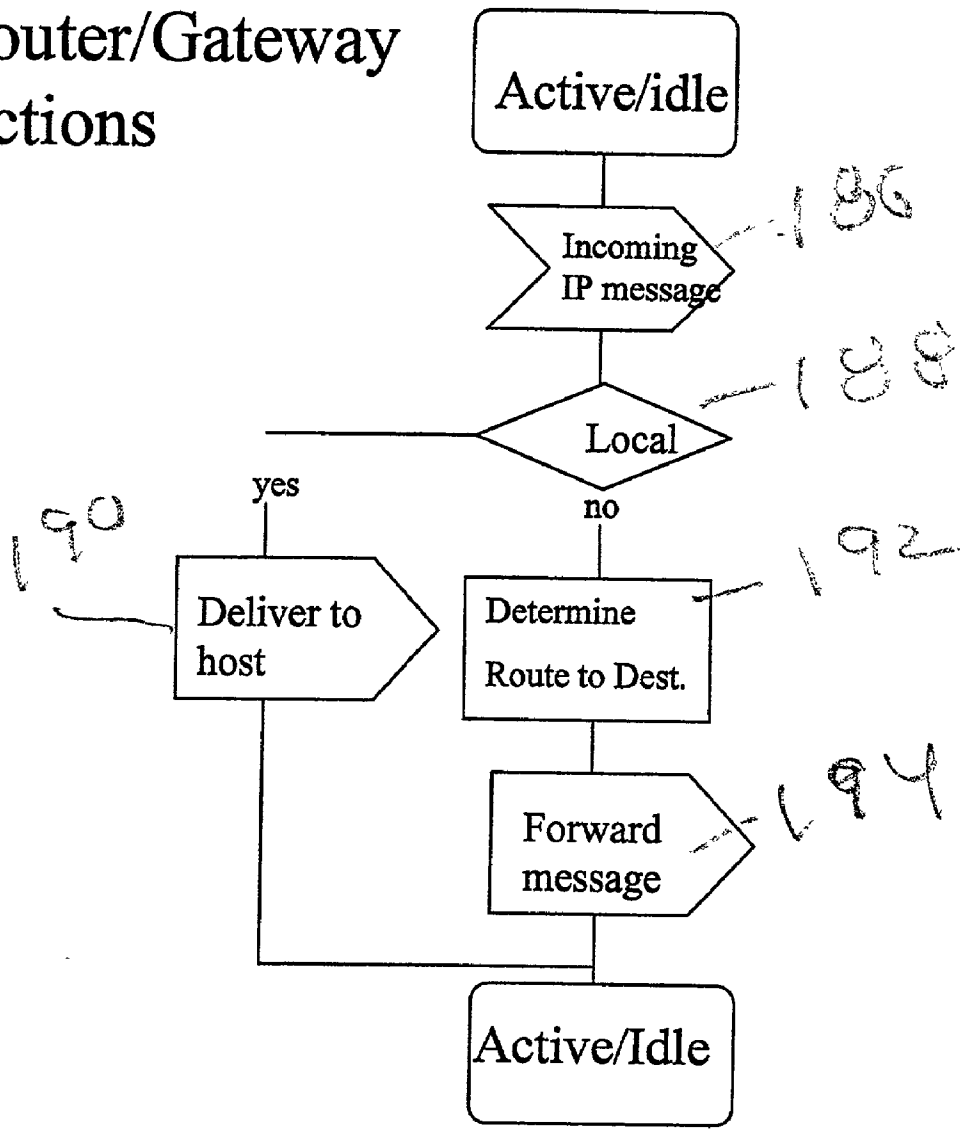 outer/Gateway
ctions
Active/idle
Incoming
IP message
186
Local
188
yes
no
190
Deliver to
host
Determine
Route to Dest.
192
Forward
message
194
Active/Idle